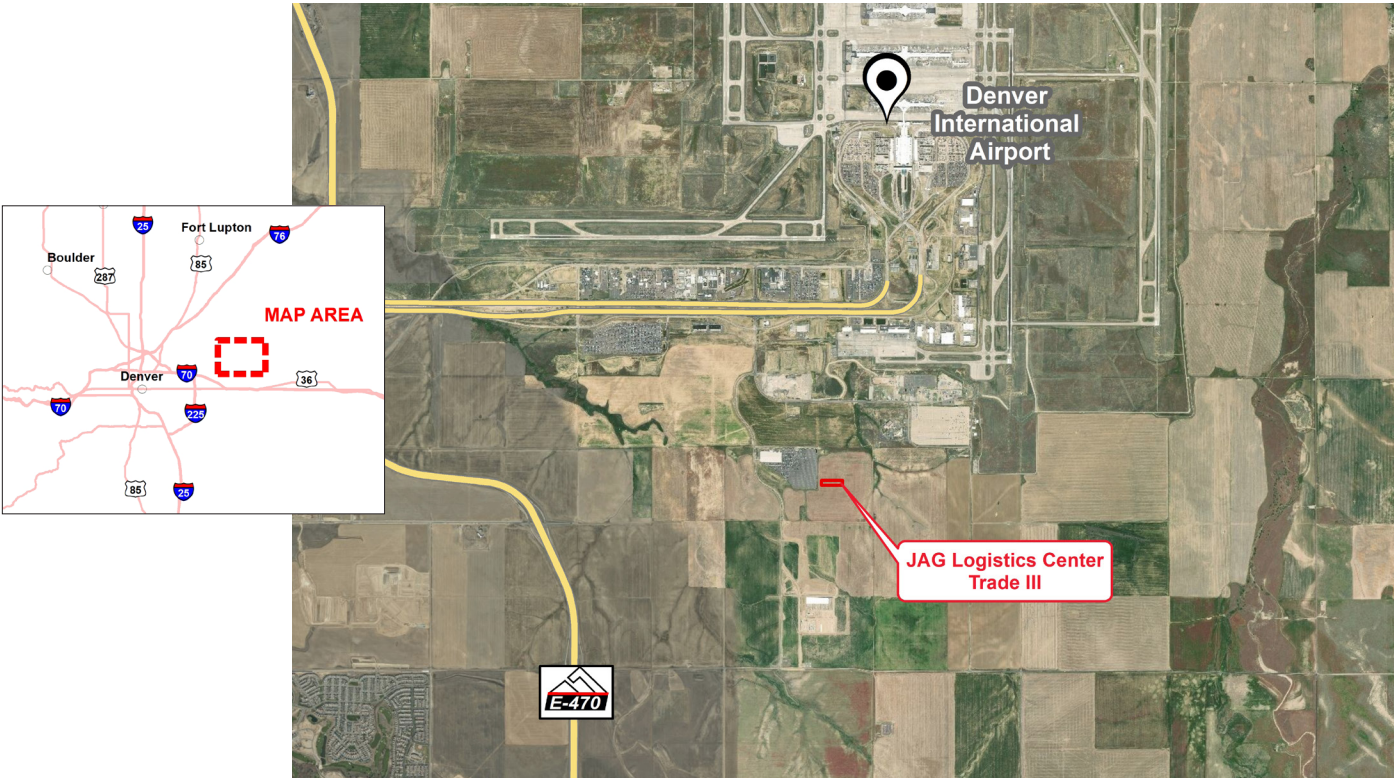 25
Fort Lupton
76
Boulder
287
85
MAP AREA
Denver
70
36
70
225
85
25
Denver
International
Airport
JAG Logistics Center
Trade III
E-470